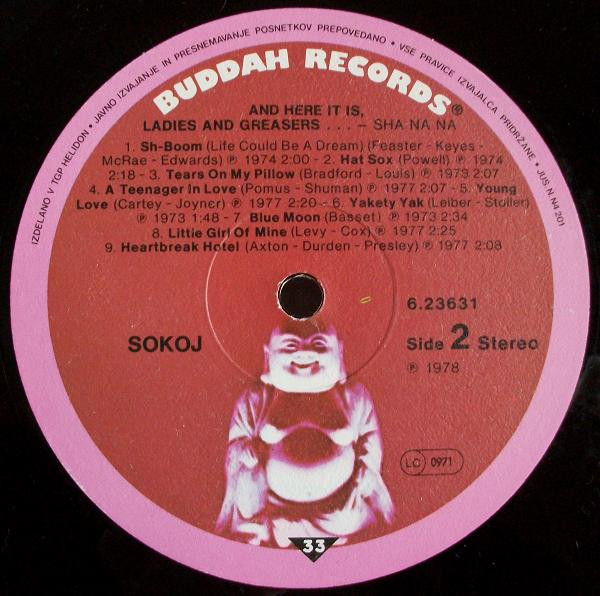 IZDELANO V TGP HELIDON • JAVNO IZVAJANJE IN PRESNEMAVANJE POSNETKOV PREPOVEDANO • VSE PRAVICE IZVAJALCA PRIDRŽANE • JUS N N4 201
BUDDAH RECORDS®
AND HERE IT IS,
LADIES AND GREASERS . . . – SHA NA NA
1. Sh-Boom (Life Could Be A Dream) (Feaster - Keyes -
McRae - Edwards) ℗ 1974 2:00 - 2. Hat Sox (Powell) ℗ 1974
2:18 - 3. Tears On My Pillow (Bradford - Louis) ℗ 1973 2:07
4. A Teenager In Love (Pomus - Shuman) ℗ 1977 2:07 - 5. Young
Love (Cartey - Joyncr) ℗ 1977 2:20 - 6. Yakety Yak (Leiber - Stoller)
℗ 1973 1:48 - 7. Blue Moon (Basset) ℗ 1973 2:34
8. Little Girl Of Mine (Levy - Cox) ℗ 1977 2:25
9. Heartbreak Hotel (Axton - Durden - Presley) ℗ 1977 2:08
6.23631
SOKOJ
Side 2 Stereo
℗ 1978
LC 0971
33